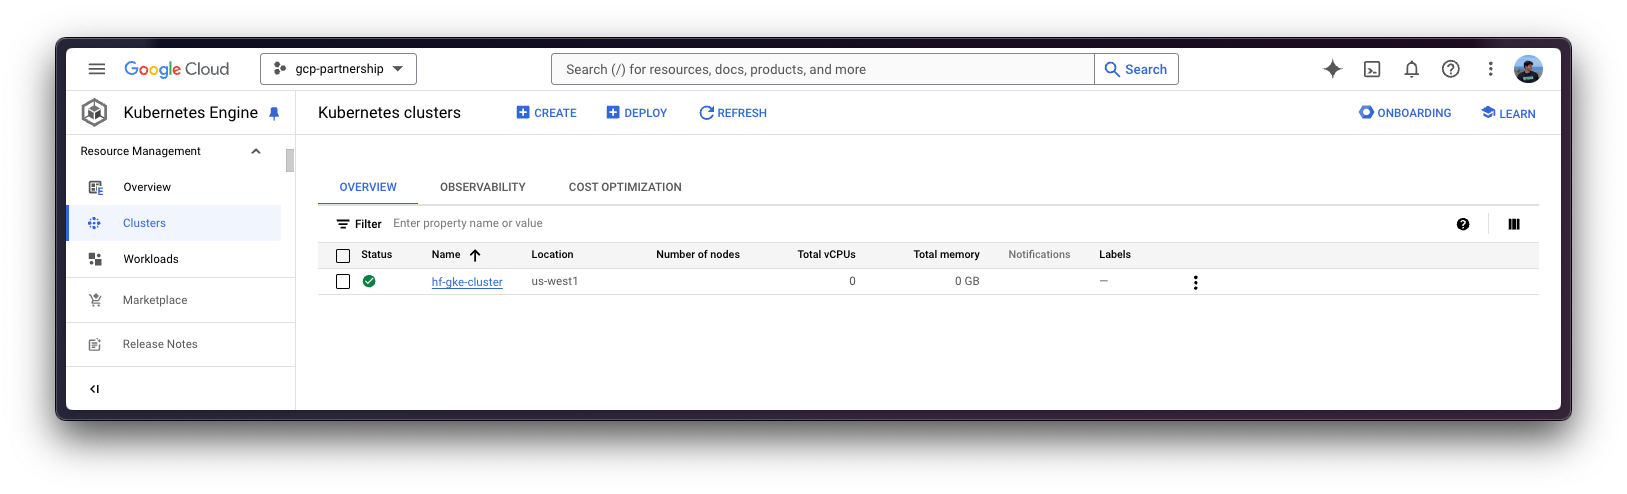 Google Cloud
gcp-partnership
Search (/) for resources, docs, products, and more
Search
Kubernetes Engine
Kubernetes clusters
CREATE
DEPLOY
REFRESH
ONBOARDING
LEARN
Resource Management
Overview
Clusters
Workloads
Marketplace
Release Notes
OVERVIEW
OBSERVABILITY
COST OPTIMIZATION
Filter Enter property name or value
Status Name Location Number of nodes Total vCPUs Total memory Notifications Labels
hf-gke-cluster us-west1 0 0 GB —